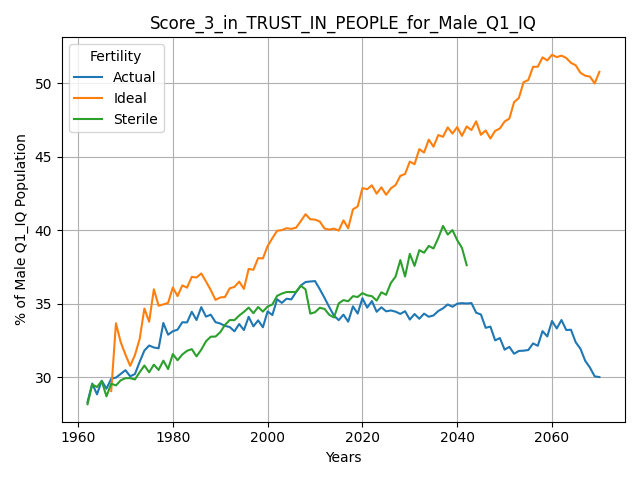 Score_3_in_TRUST_IN_PEOPLE_for_Male_Q1_IQ
Fertility
Actual
Ideal
Sterile
% of Male Q1_IQ Population
50
45
40
35
30
1960
1980
2000
2020
2040
2060
Years